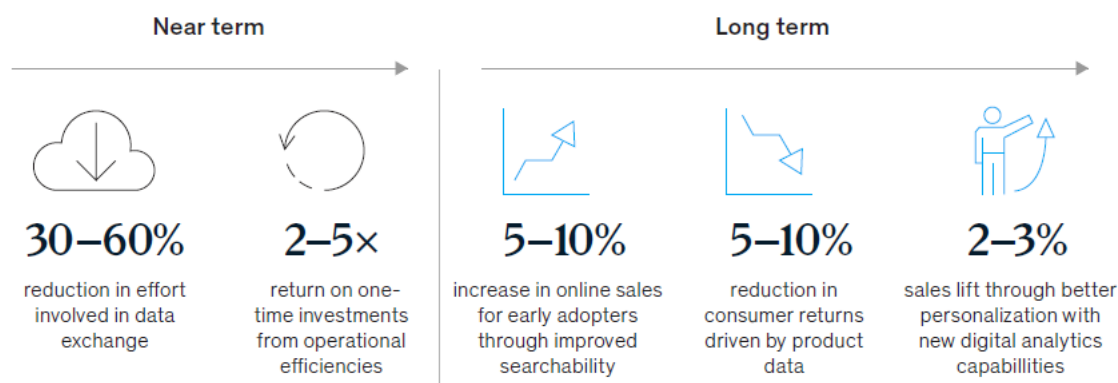 Near term
Long term
30–60%
reduction in effort
involved in data
exchange
2–5×
return on one-
time investments
from operational
efficiencies
5–10%
increase in online sales
for early adopters
through improved
searchability
5–10%
reduction in
consumer returns
driven by product
data
2–3%
sales lift through better
personalization with
new digital analytics
capabillities